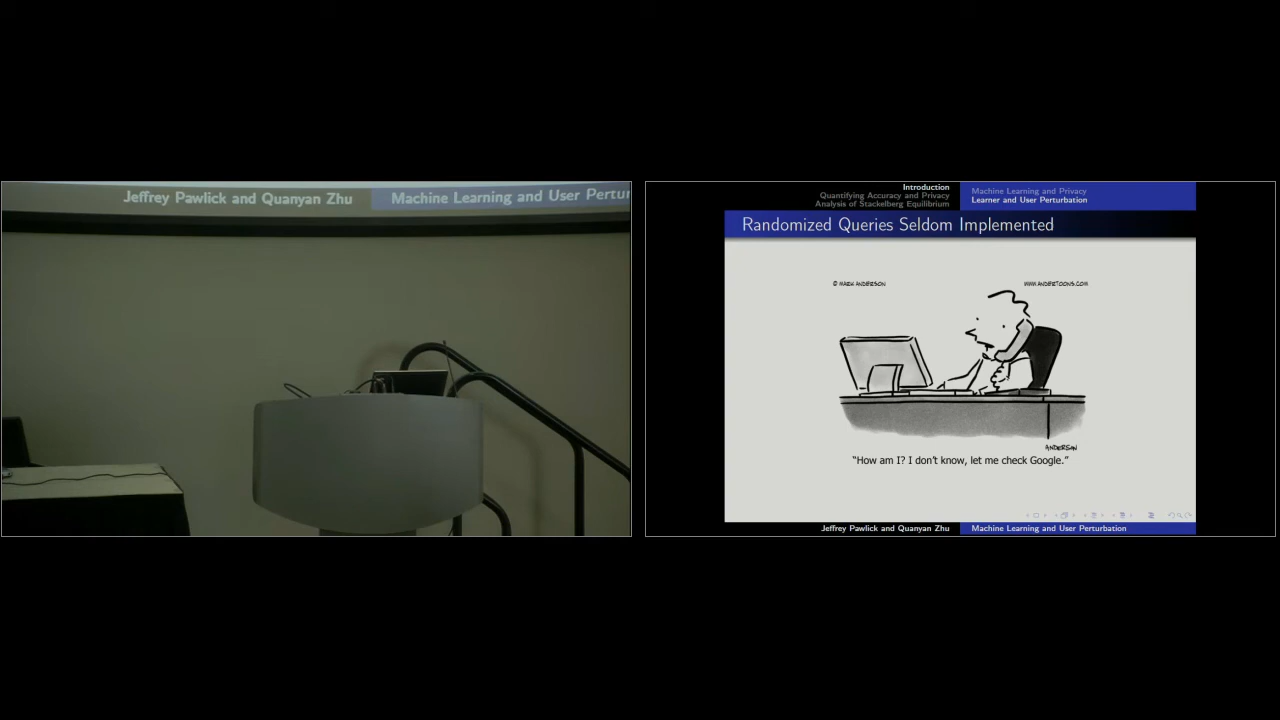 Jeffrey Pawlick and Quanyan Zhu
Machine Learning and User Pertur
Introduction
Quantifying Accuracy and Privacy
Analysis of Stackelberg Equilibrium
Machine Learning and Privacy
Learner and User Perturbation
Randomized Queries Seldom Implemented
© MARK ANDERSON
WWW.ANDERTOONS.COM
ANDERSON
"How am I? I don't know, let me check Google."
Jeffrey Pawlick and Quanyan Zhu
Machine Learning and User Perturbation